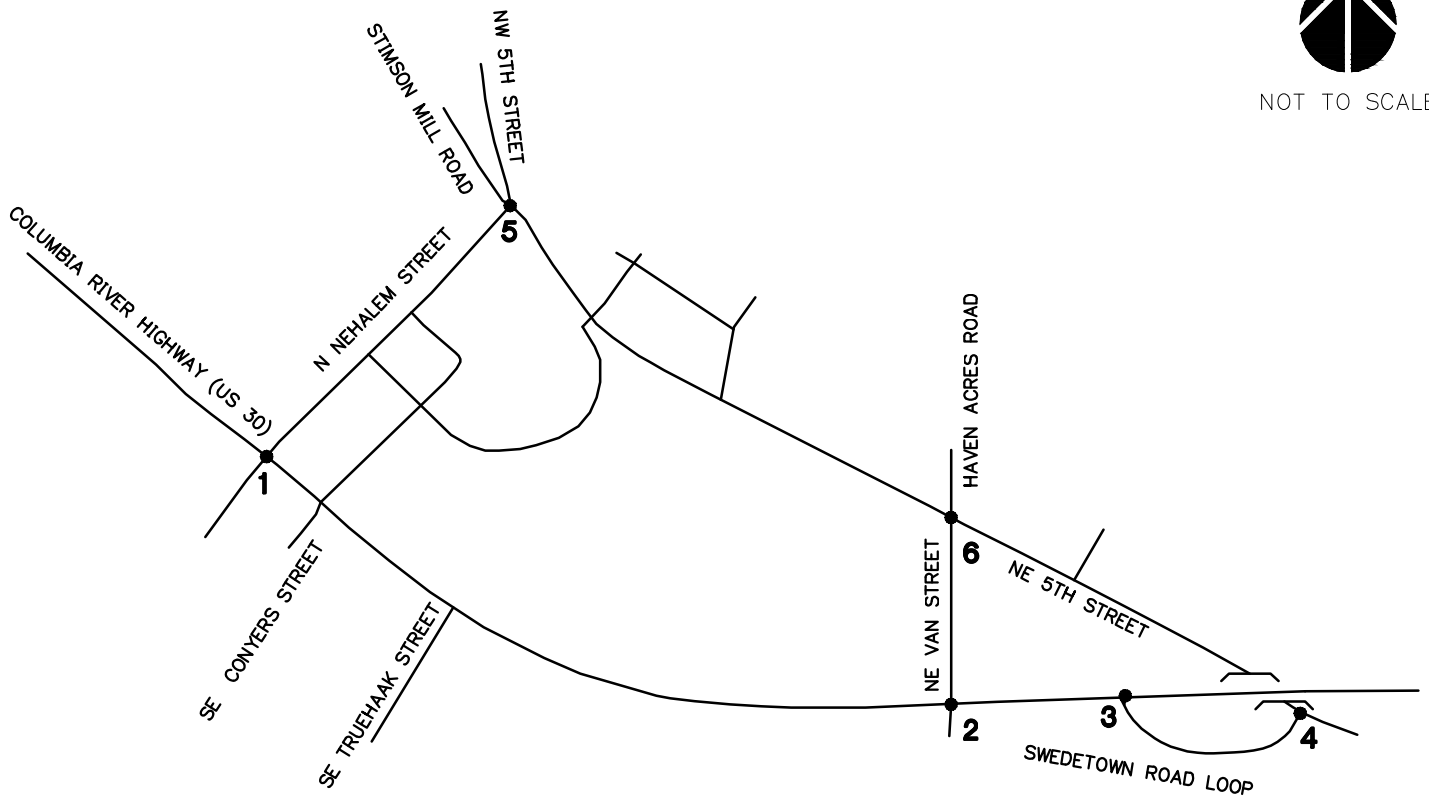 NOT TO SCALE
NW 5TH STREET
STIMSON MILL ROAD
5
COLUMBIA RIVER HIGHWAY (US 30)
N NEHALEM STREET
1
HAVEN ACRES ROAD
6
NE VAN STREET
NE 5TH STREET
SE CONYERS STREET
SE TRUEHAAK STREET
2
3
4
SWEDETOWN ROAD LOOP